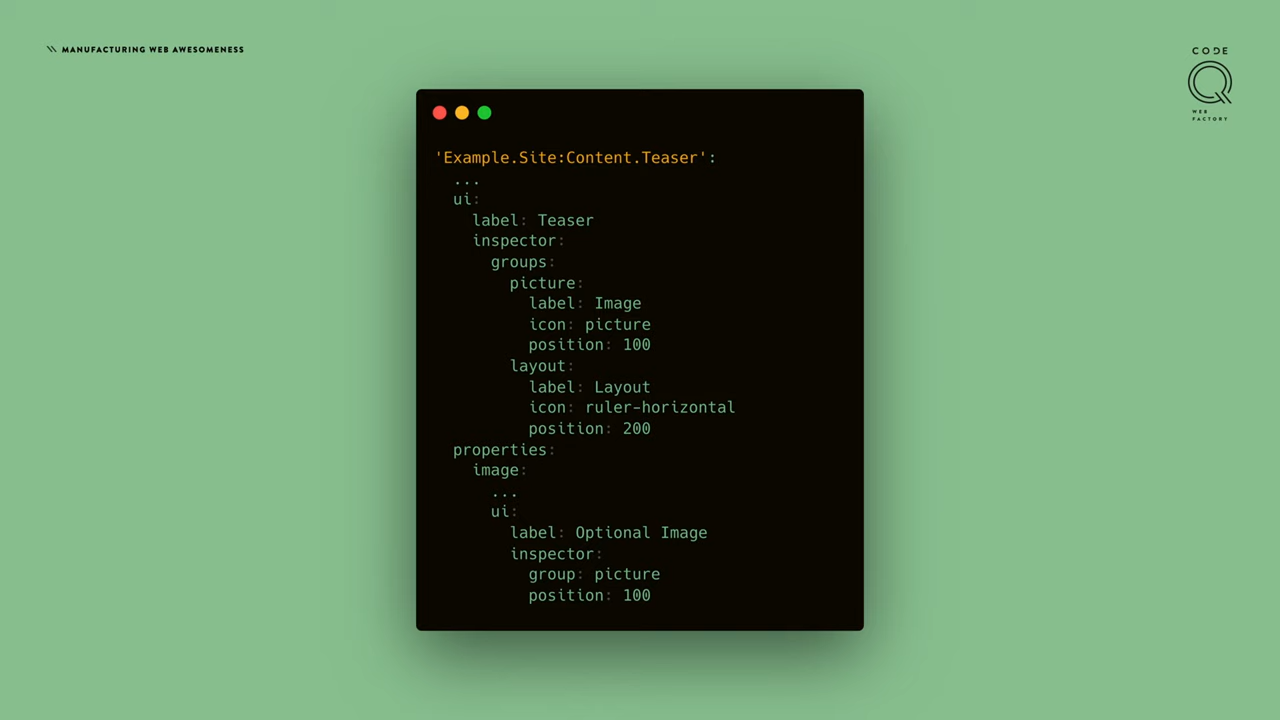 MANUFACTURING WEB AWESOMENESS
CODE
Q
WEB
FACTORY
'Example.Site:Content.Teaser':
  ...
  ui:
    label: Teaser
    inspector:
      groups:
        picture:
          label: Image
          icon: picture
          position: 100
        layout:
          label: Layout
          icon: ruler-horizontal
          position: 200
  properties:
    image:
      ...
      ui:
        label: Optional Image
        inspector:
          group: picture
          position: 100